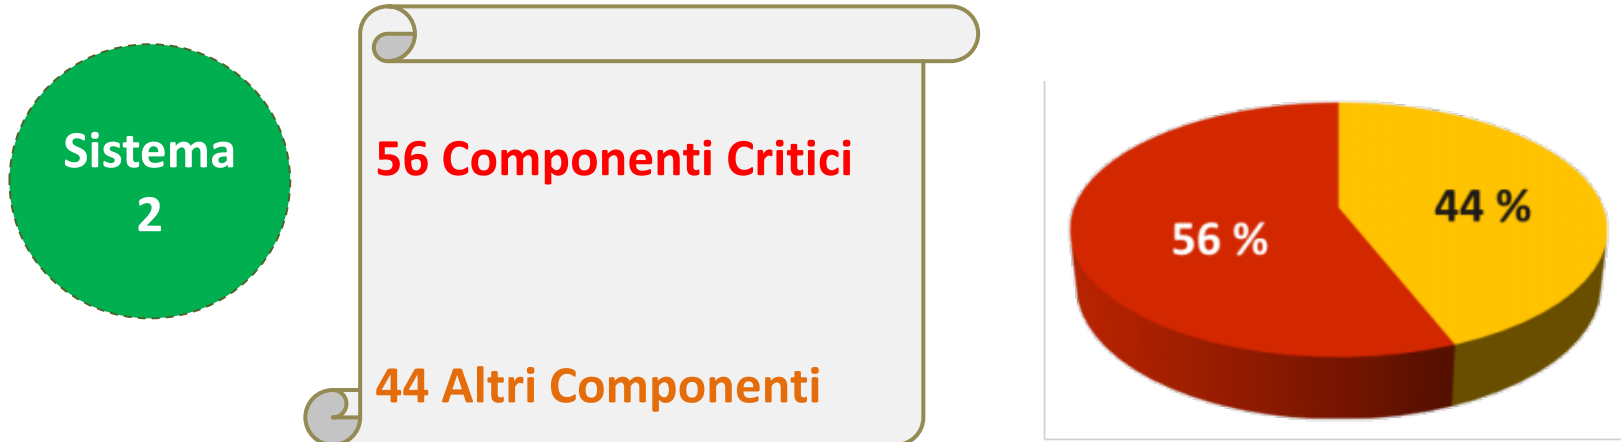 Sistema
2
56 Componenti Critici
44 Altri Componenti
56 %
44 %